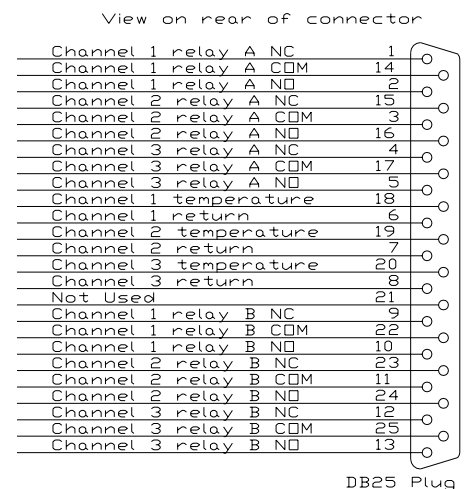 View on rear of connector
Channel 1 relay A NC 1
Channel 1 relay A COM 14
Channel 1 relay A NO 2
Channel 2 relay A NC 15
Channel 2 relay A COM 3
Channel 2 relay A NO 16
Channel 3 relay A NC 4
Channel 3 relay A COM 17
Channel 3 relay A NO 5
Channel 1 temperature 18
Channel 1 return 6
Channel 2 temperature 19
Channel 2 return 7
Channel 3 temperature 20
Channel 3 return 8
Not Used 21
Channel 1 relay B NC 9
Channel 1 relay B COM 22
Channel 1 relay B NO 10
Channel 2 relay B NC 23
Channel 2 relay B COM 11
Channel 2 relay B NO 24
Channel 3 relay B NC 12
Channel 3 relay B COM 25
Channel 3 relay B NO 13
DB25 Plug